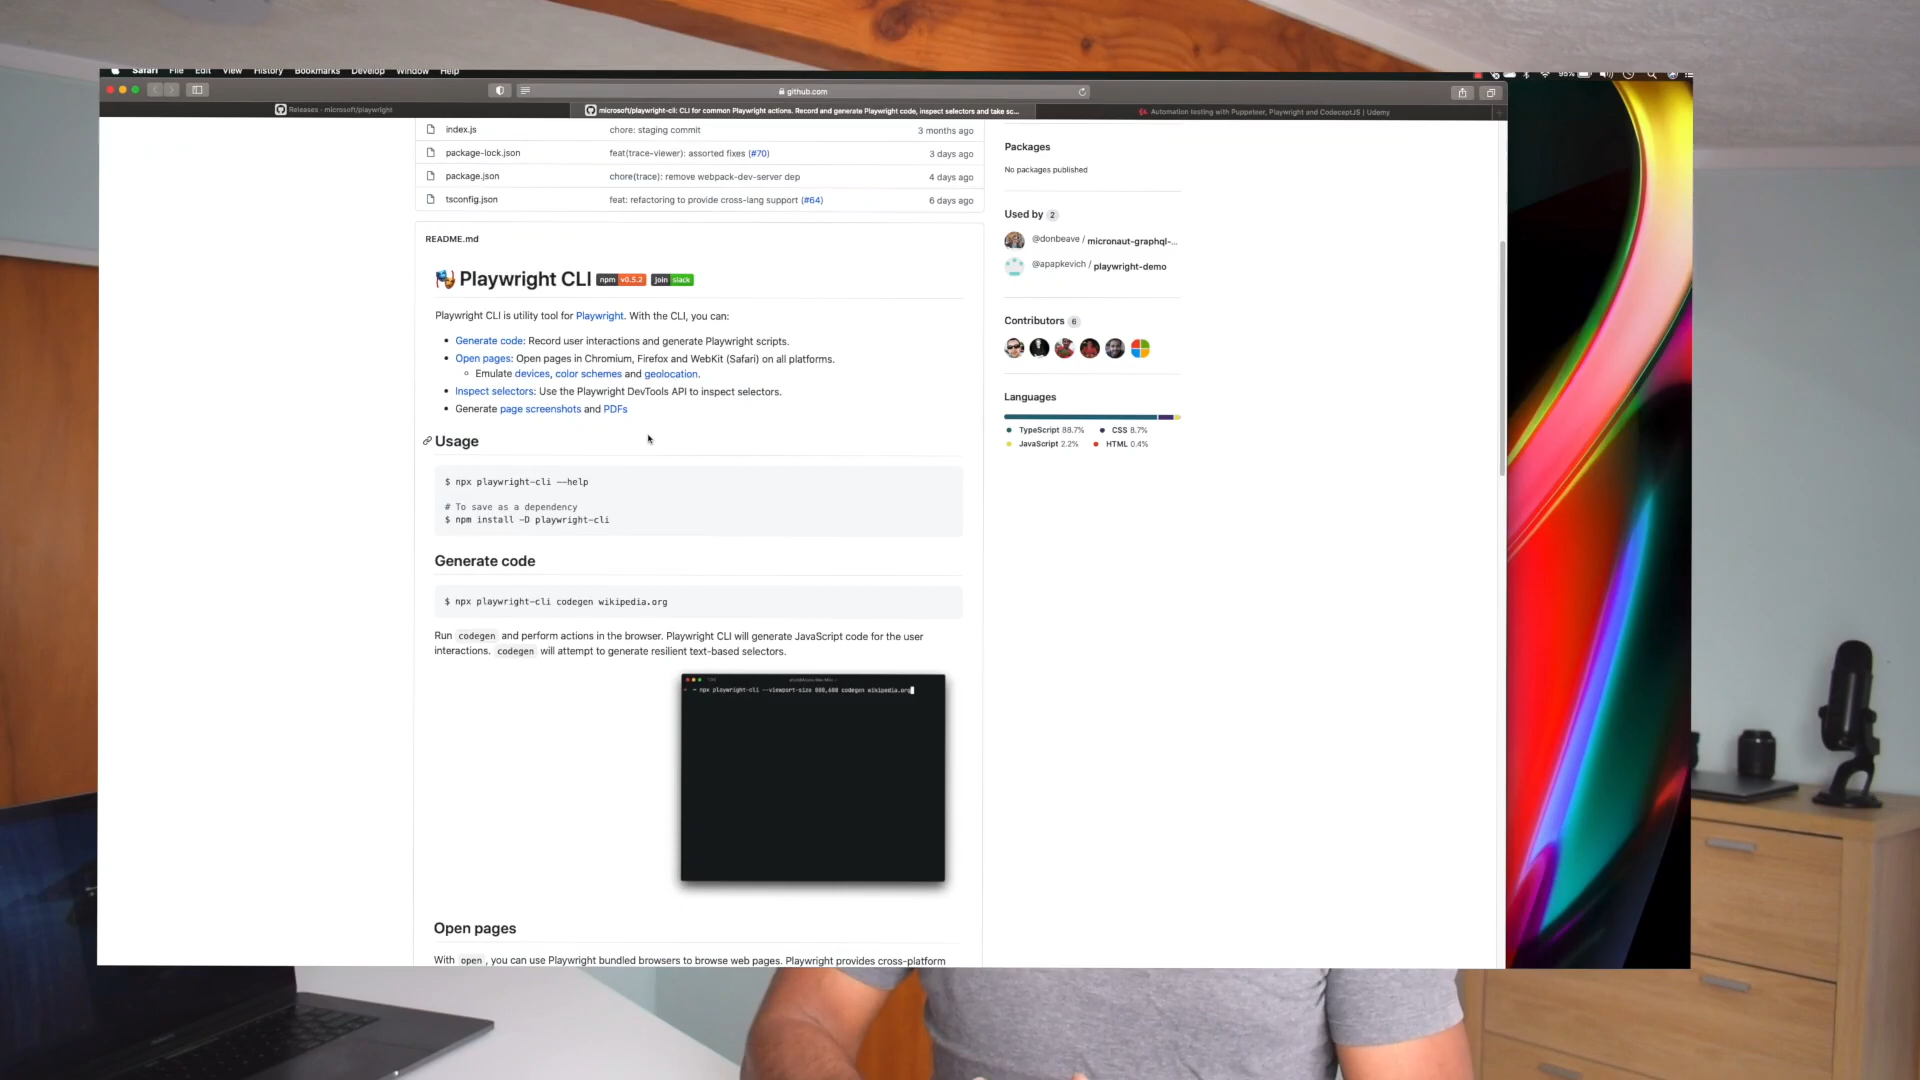 Safari File Edit View History Bookmarks Develop Window Help
95%
github.com
Releases · microsoft/playwright
microsoft/playwright-cli: CLI for common Playwright actions. Record and generate Playwright code, inspect selectors and take sc...
Automation testing with Puppeteer, Playwright and CodeceptJS | Udemy
index.js chore: staging commit 3 months ago
package-lock.json feat(trace-viewer): assorted fixes (#70) 3 days ago
package.json chore(trace): remove webpack-dev-server dep 4 days ago
tsconfig.json feat: refactoring to provide cross-lang support (#64) 6 days ago
README.md
Playwright CLI npm v0.5.2 join slack
Playwright CLI is utility tool for Playwright. With the CLI, you can:
Generate code: Record user interactions and generate Playwright scripts.
Open pages: Open pages in Chromium, Firefox and WebKit (Safari) on all platforms.
Emulate devices, color schemes and geolocation.
Inspect selectors: Use the Playwright DevTools API to inspect selectors.
Generate page screenshots and PDFs
Usage
$ npx playwright-cli --help
# To save as a dependency
$ npm install -D playwright-cli
Generate code
$ npx playwright-cli codegen wikipedia.org
Run codegen and perform actions in the browser. Playwright CLI will generate JavaScript code for the user
interactions. codegen will attempt to generate resilient text-based selectors.
npx playwright-cli --viewport-size 800,600 codegen wikipedia.org
Open pages
With open, you can use Playwright bundled browsers to browse web pages. Playwright provides cross-platform
Packages
No packages published
Used by 2
@donbeave / micronaut-graphql-...
@apapkevich / playwright-demo
Contributors 6
Languages
TypeScript 88.7% CSS 8.7%
JavaScript 2.2% HTML 0.4%